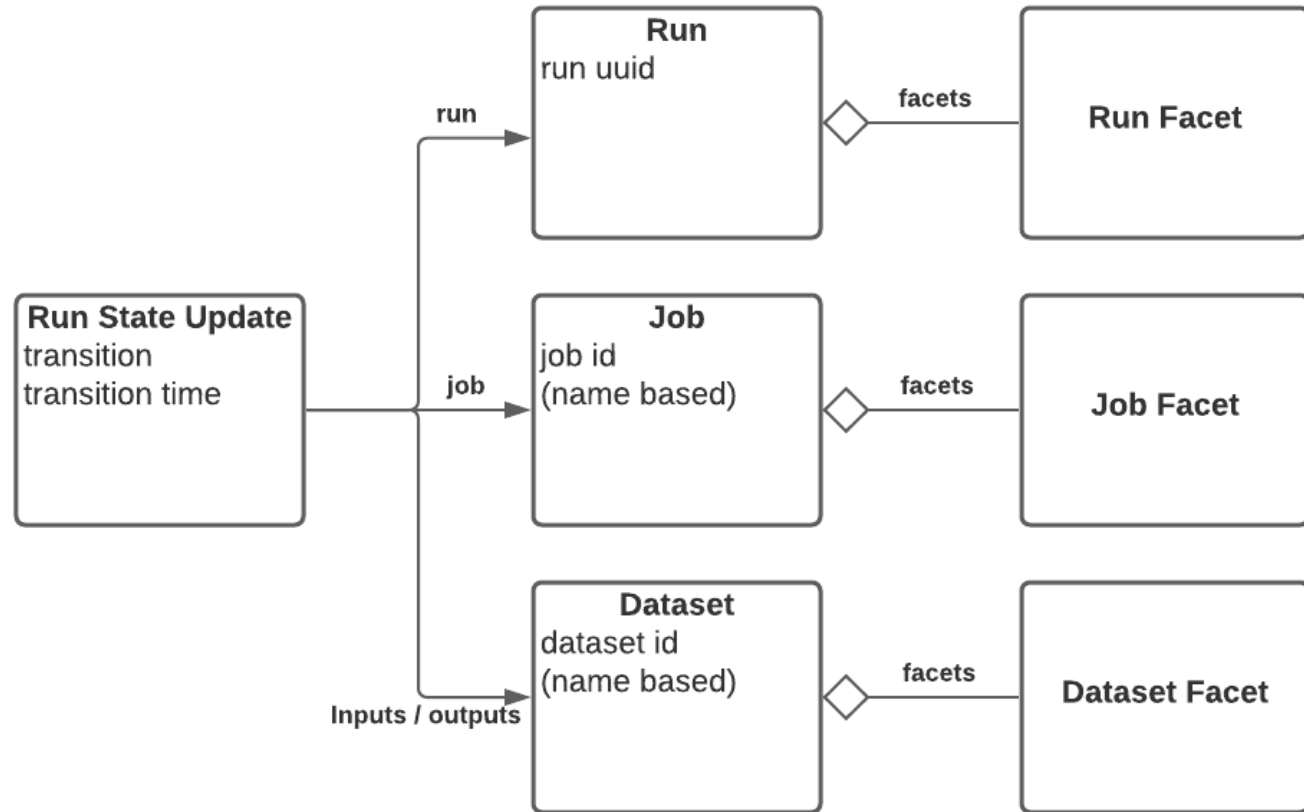 Run
run uuid
run
facets
Run Facet
Run State Update
transition
transition time
Job
job id
(name based)
job
facets
Job Facet
Dataset
dataset id
(name based)
Inputs / outputs
facets
Dataset Facet